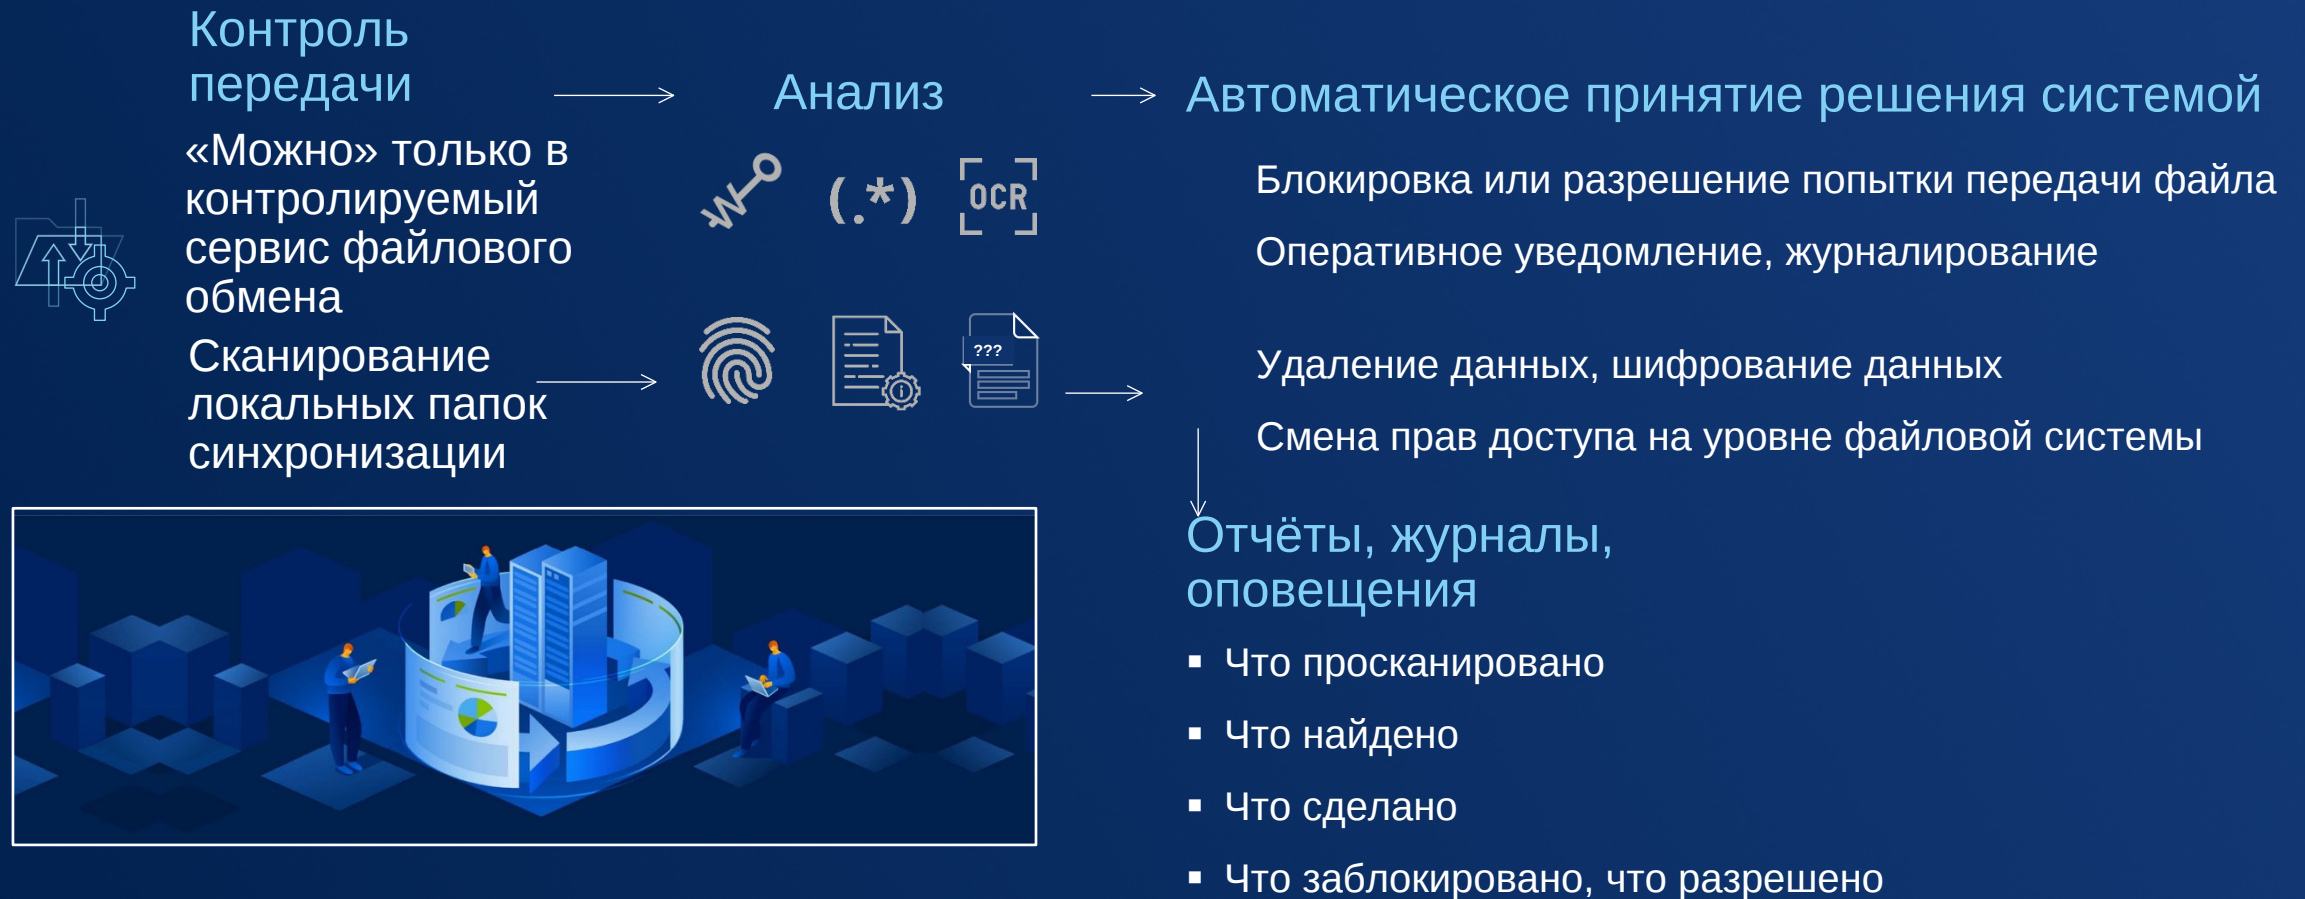 Контроль
передачи
«Можно» только в
контролируемый
сервис файлового
обмена
Сканирование
локальных папок
синхронизации
Анализ
W (.*) OCR
???
Автоматическое принятие решения системой
Блокировка или разрешение попытки передачи файла
Оперативное уведомление, журналирование
Удаление данных, шифрование данных
Смена прав доступа на уровне файловой системы
Отчёты, журналы,
оповещения
▪ Что просканировано
▪ Что найдено
▪ Что сделано
▪ Что заблокировано, что разрешено